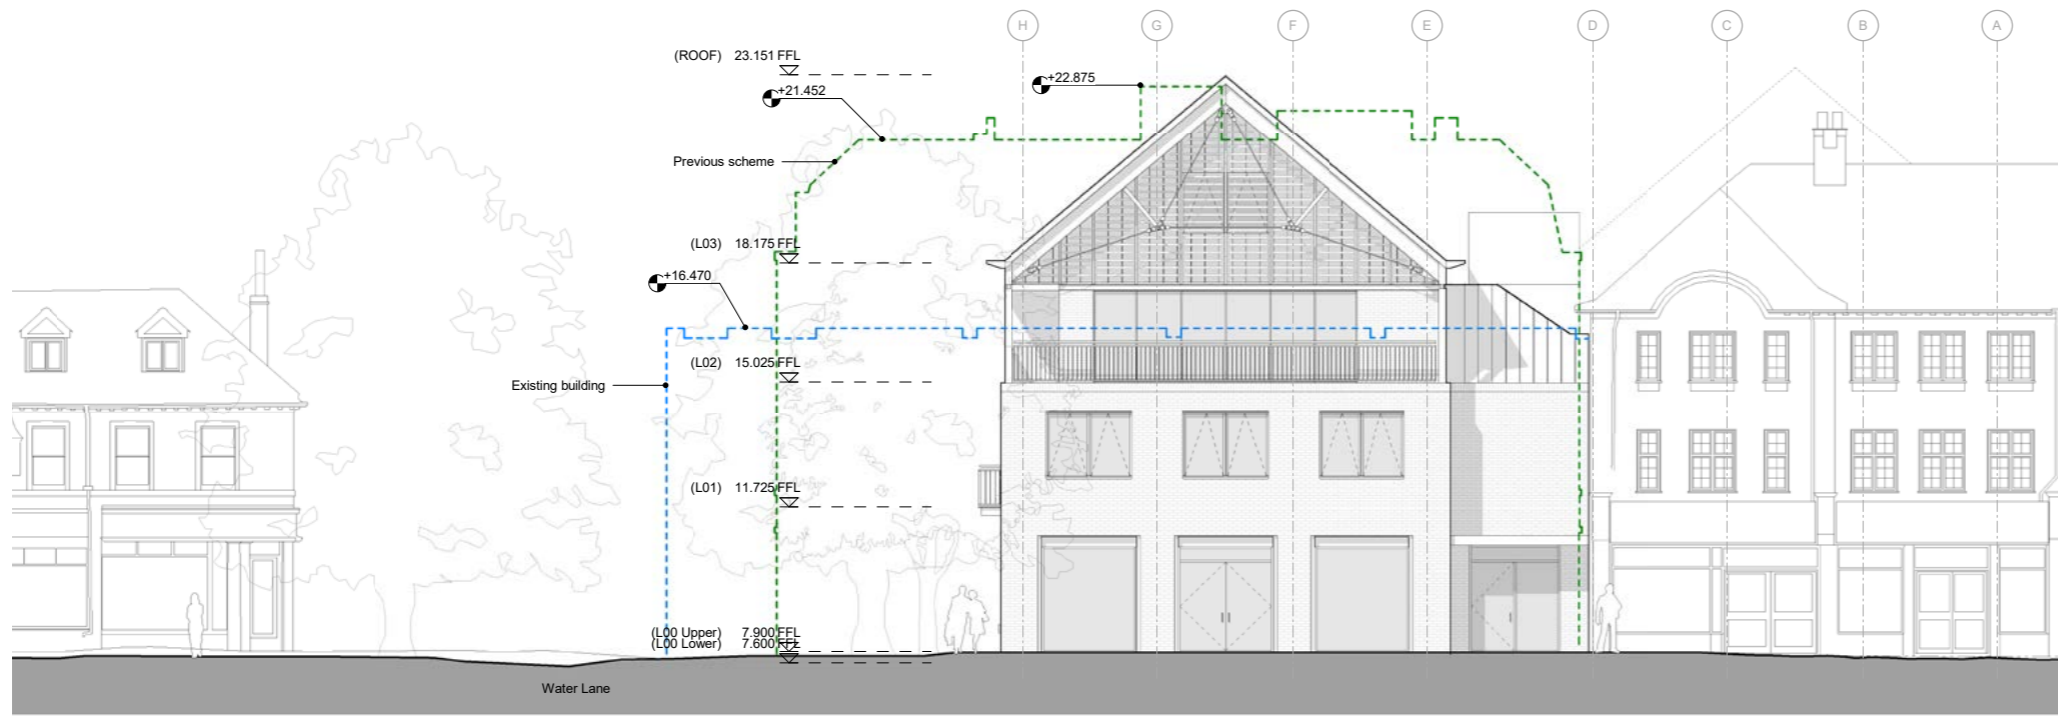 H G F E D C B A
(ROOF) 23.151 FFL
+22.875
+21.452
Previous scheme
(L03) 18.175 FFL
+16.470
(L02) 15.025 FFL
Existing building
(L01) 11.725 FFL
(L00 Upper) 7.900 FFL
(L00 Lower) 7.600 FFL
Water Lane